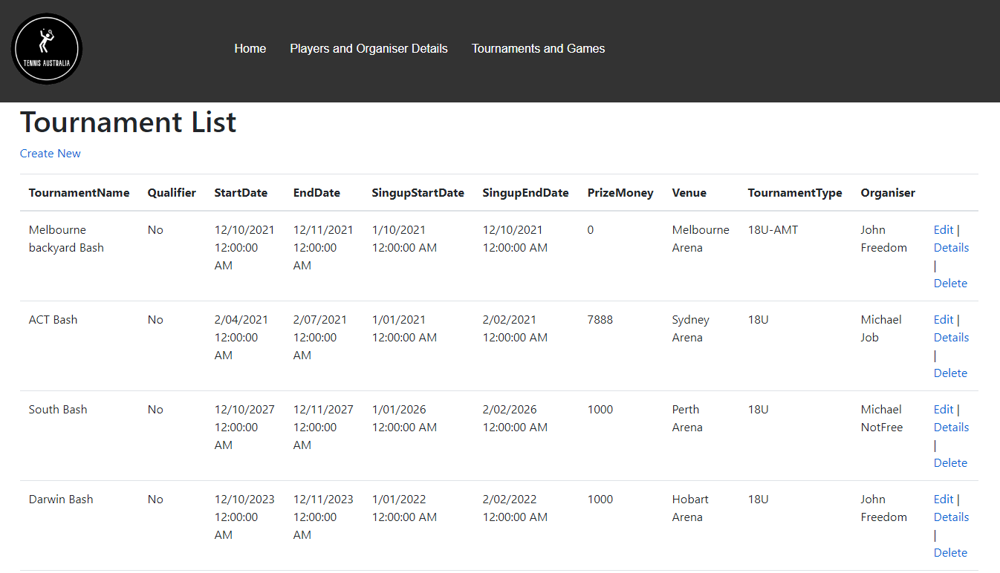 TENNIS AUSTRALIA
Home Players and Organiser Details Tournaments and Games
Tournament List
Create New
TournamentName Qualifier StartDate EndDate SingupStartDate SingupEndDate PrizeMoney Venue TournamentType Organiser
Melbourne No 12/10/2021 12/11/2021 1/10/2021 12/10/2021 0 Melbourne 18U-AMT John Edit |
backyard Bash 12:00:00 12:00:00 12:00:00 AM 12:00:00 AM Arena Freedom Details
AM AM |
Delete
ACT Bash No 2/04/2021 2/07/2021 1/01/2021 2/02/2021 7888 Sydney 18U Michael Edit |
12:00:00 12:00:00 12:00:00 AM 12:00:00 AM Arena Job Details
AM AM |
Delete
South Bash No 12/10/2027 12/11/2027 1/01/2026 2/02/2026 1000 Perth 18U Michael Edit |
12:00:00 12:00:00 12:00:00 AM 12:00:00 AM Arena NotFree Details
AM AM |
Delete
Darwin Bash No 12/10/2023 12/11/2023 1/01/2022 2/02/2022 1000 Hobart 18U John Edit |
12:00:00 12:00:00 12:00:00 AM 12:00:00 AM Arena Freedom Details
AM AM |
Delete